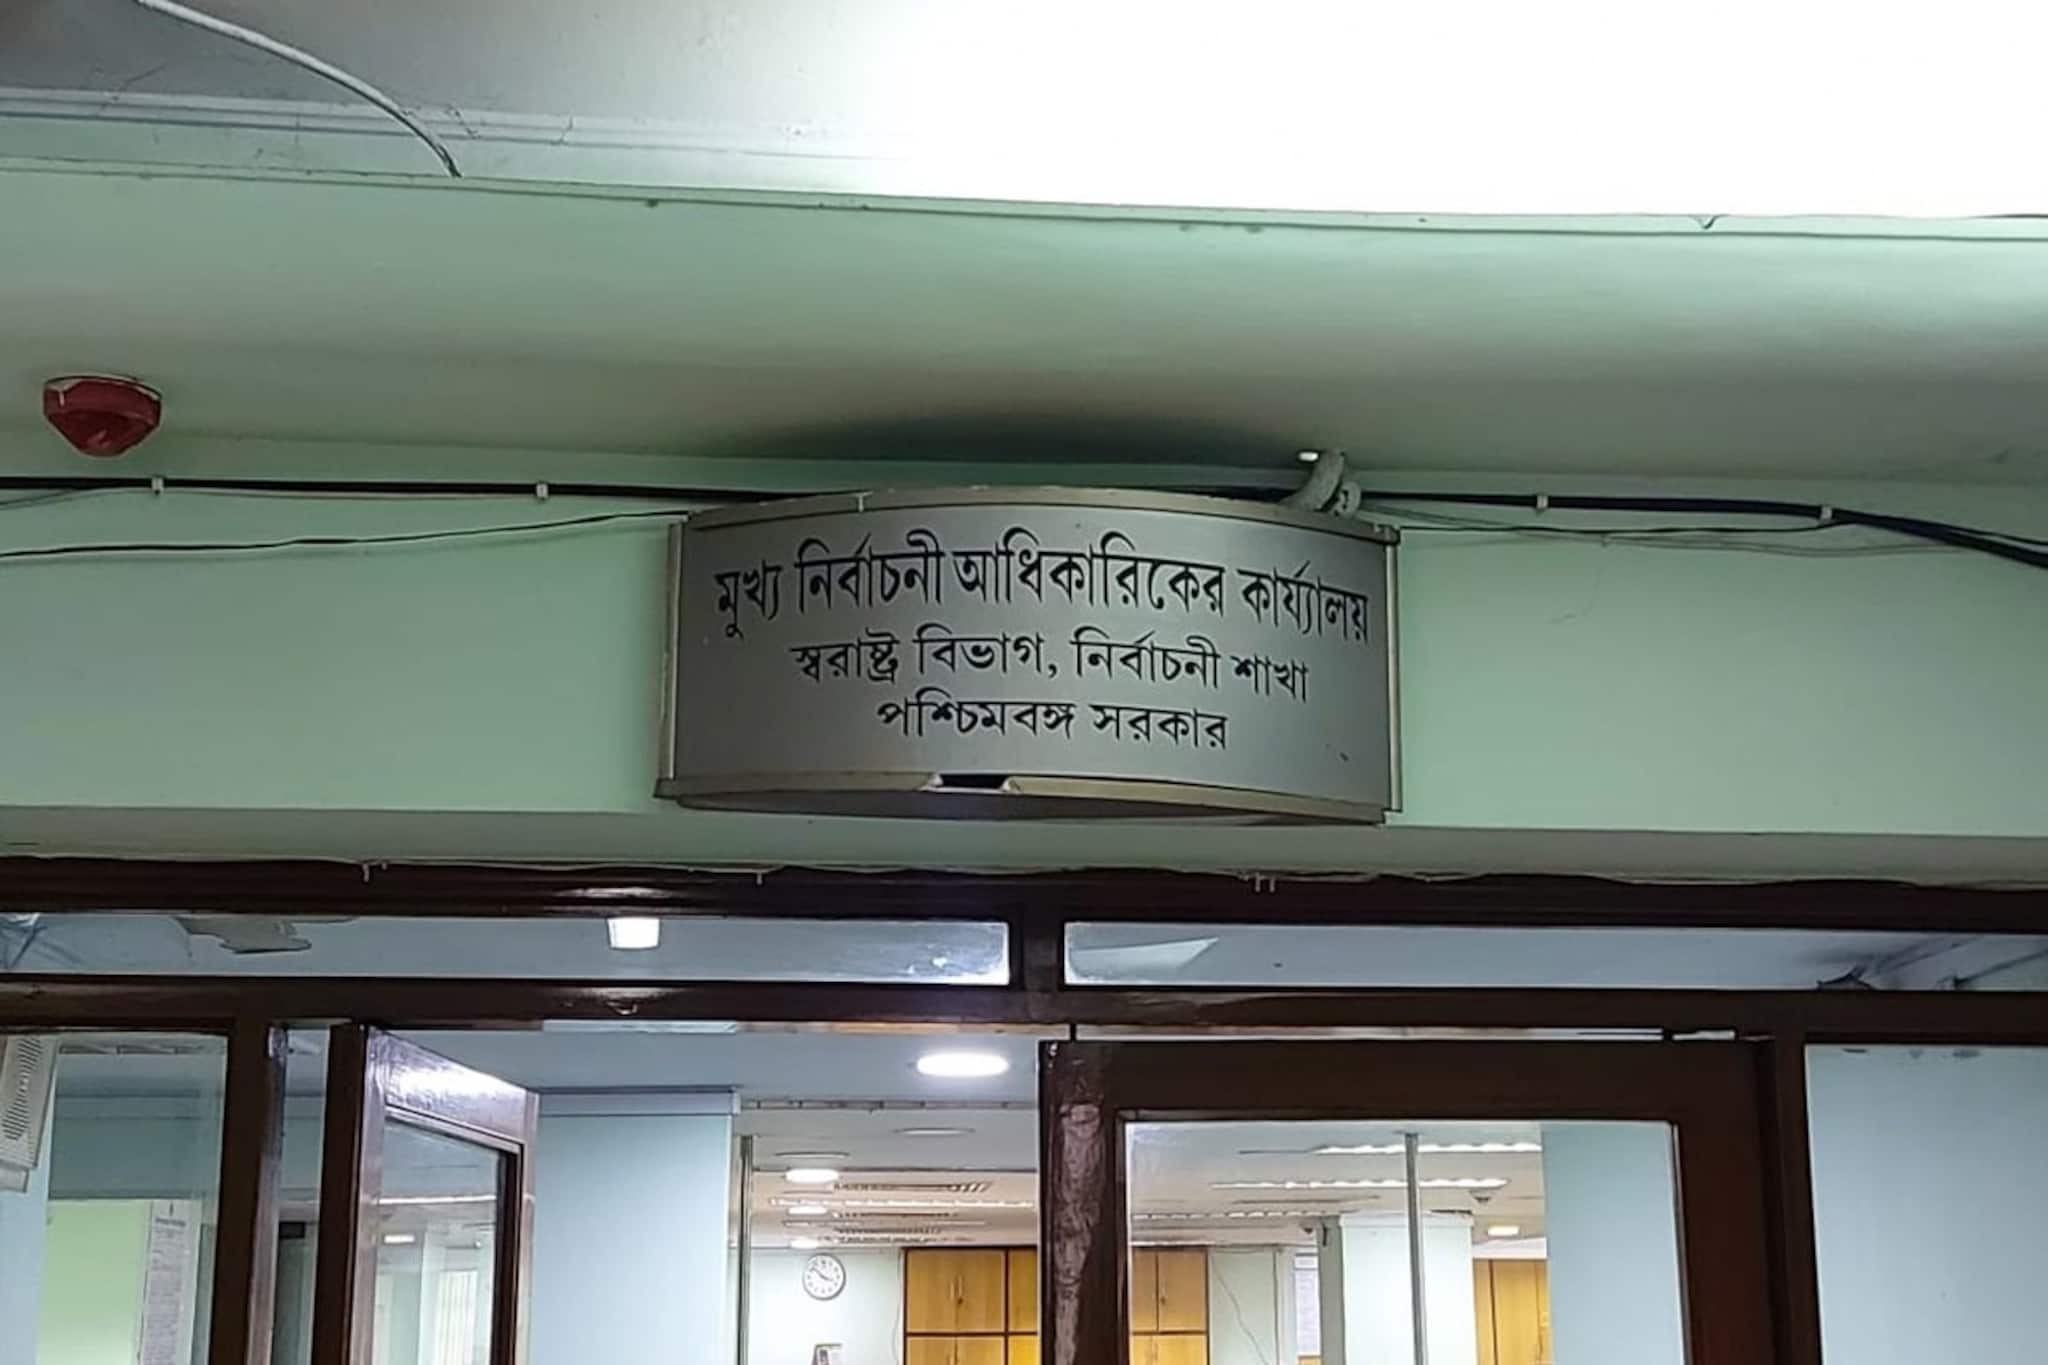 মুখ্য নির্বাচনী আধিকারিকের কার্য্যালয়
স্বরাষ্ট্র বিভাগ, নির্বাচনী শাখা
পশ্চিমবঙ্গ সরকার